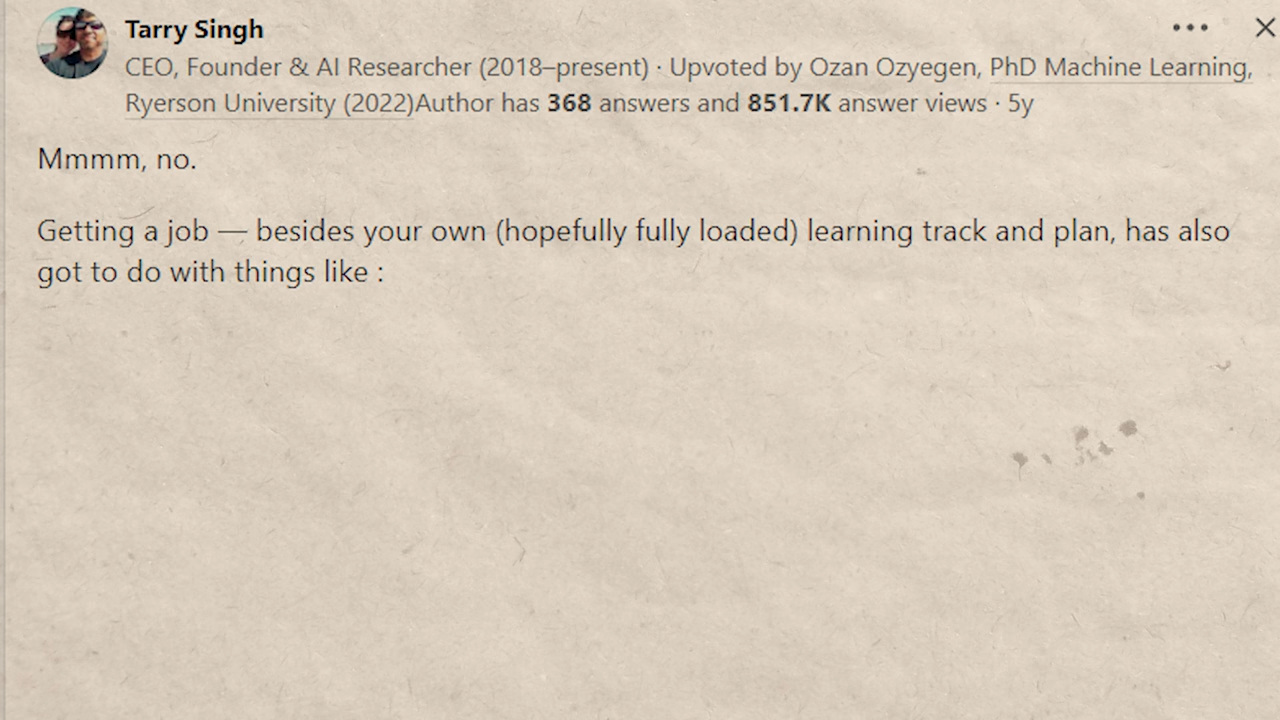 Tarry Singh
CEO, Founder & AI Researcher (2018–present) · Upvoted by Ozan Ozyegen, PhD Machine Learning,
Ryerson University (2022)Author has 368 answers and 851.7K answer views · 5y
Mmmm, no.
Getting a job — besides your own (hopefully fully loaded) learning track and plan, has also
got to do with things like :